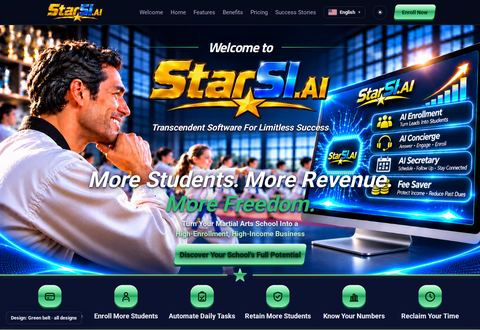 StarSI.AI
Welcome
Home
Features
Benefits
Pricing
Success Stories
English
Enroll Now
Welcome to
StarSI.AI
Transcendent Software For Limitless Success
More Students. More Revenue.
More Freedom.
Turn Your Martial Arts School Into a
High-Enrollment, High-Income Business
Discover Your School's Full Potential
StarSI.AI
StarSI.AI
AI Enrollment
Turn Leads Into Students
AI Concierge
Answer • Engage • Enroll
AI Secretary
Schedule • Follow Up • Stay Connected
Fee Saver
Protect Income • Reduce Past Dues
Design: Green belt · all designs
Enroll More Students
Automate Daily Tasks
Retain More Students
Know Your Numbers
Reclaim Your Time